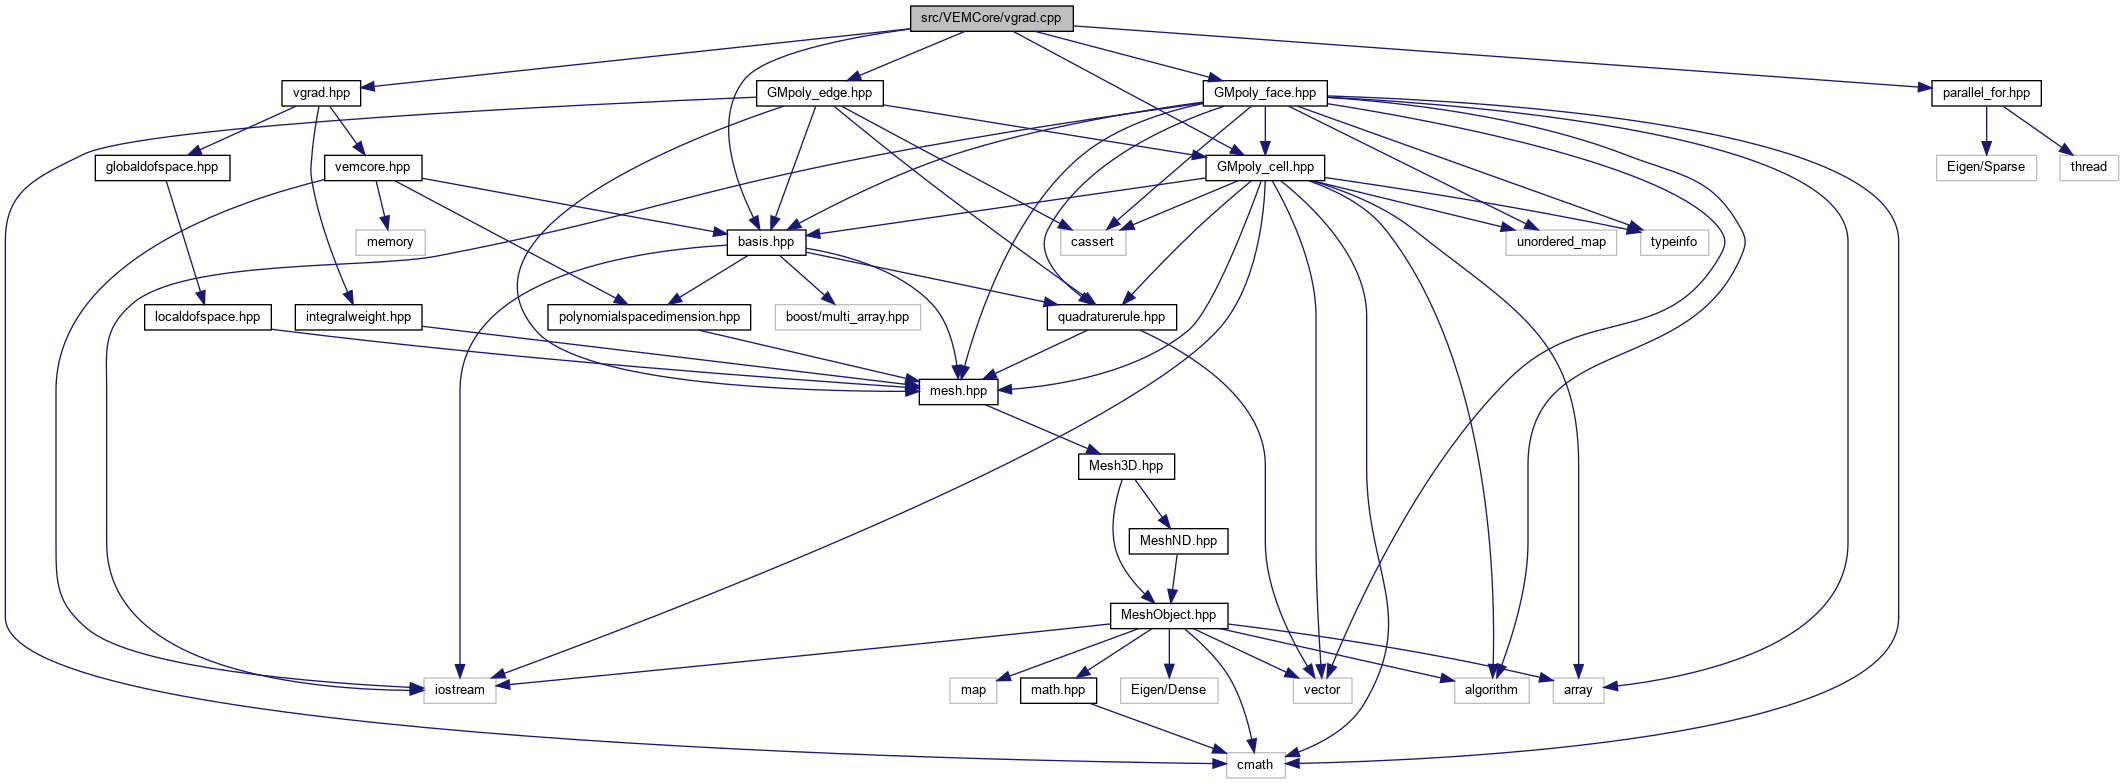 src/VEMCore/vgrad.cpp
vgrad.hpp
GMpoly_edge.hpp
GMpoly_face.hpp
parallel_for.hpp
globaldofspace.hpp
vemcore.hpp
GMpoly_cell.hpp
Eigen/Sparse
thread
memory
basis.hpp
cassert
unordered_map
typeinfo
localdofspace.hpp
integralweight.hpp
polynomialspacedimension.hpp
boost/multi_array.hpp
quadraturerule.hpp
mesh.hpp
Mesh3D.hpp
MeshND.hpp
MeshObject.hpp
iostream
map
math.hpp
Eigen/Dense
vector
algorithm
array
cmath